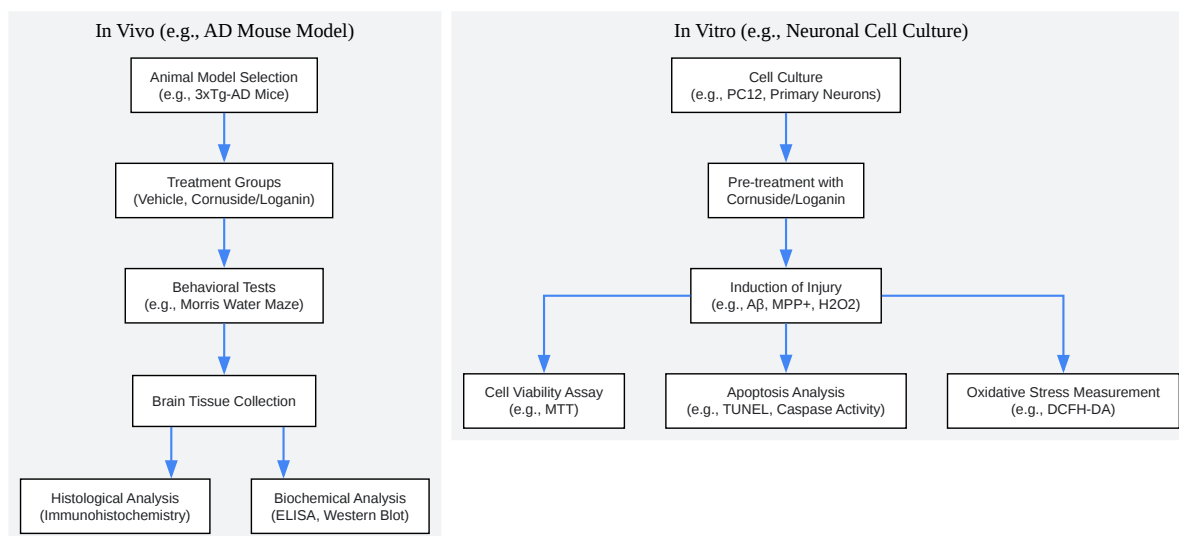 In Vivo (e.g., AD Mouse Model)
Animal Model Selection
(e.g., 3xTg-AD Mice)
Treatment Groups
(Vehicle, Cornuside/Loganin)
Behavioral Tests
(e.g., Morris Water Maze)
Brain Tissue Collection
Histological Analysis
(Immunohistochemistry)
Biochemical Analysis
(ELISA, Western Blot)
In Vitro (e.g., Neuronal Cell Culture)
Cell Culture
(e.g., PC12, Primary Neurons)
Pre-treatment with
Cornuside/Loganin
Induction of Injury
(e.g., Aβ, MPP+, H2O2)
Cell Viability Assay
(e.g., MTT)
Apoptosis Analysis
(e.g., TUNEL, Caspase Activity)
Oxidative Stress Measurement
(e.g., DCFH-DA)